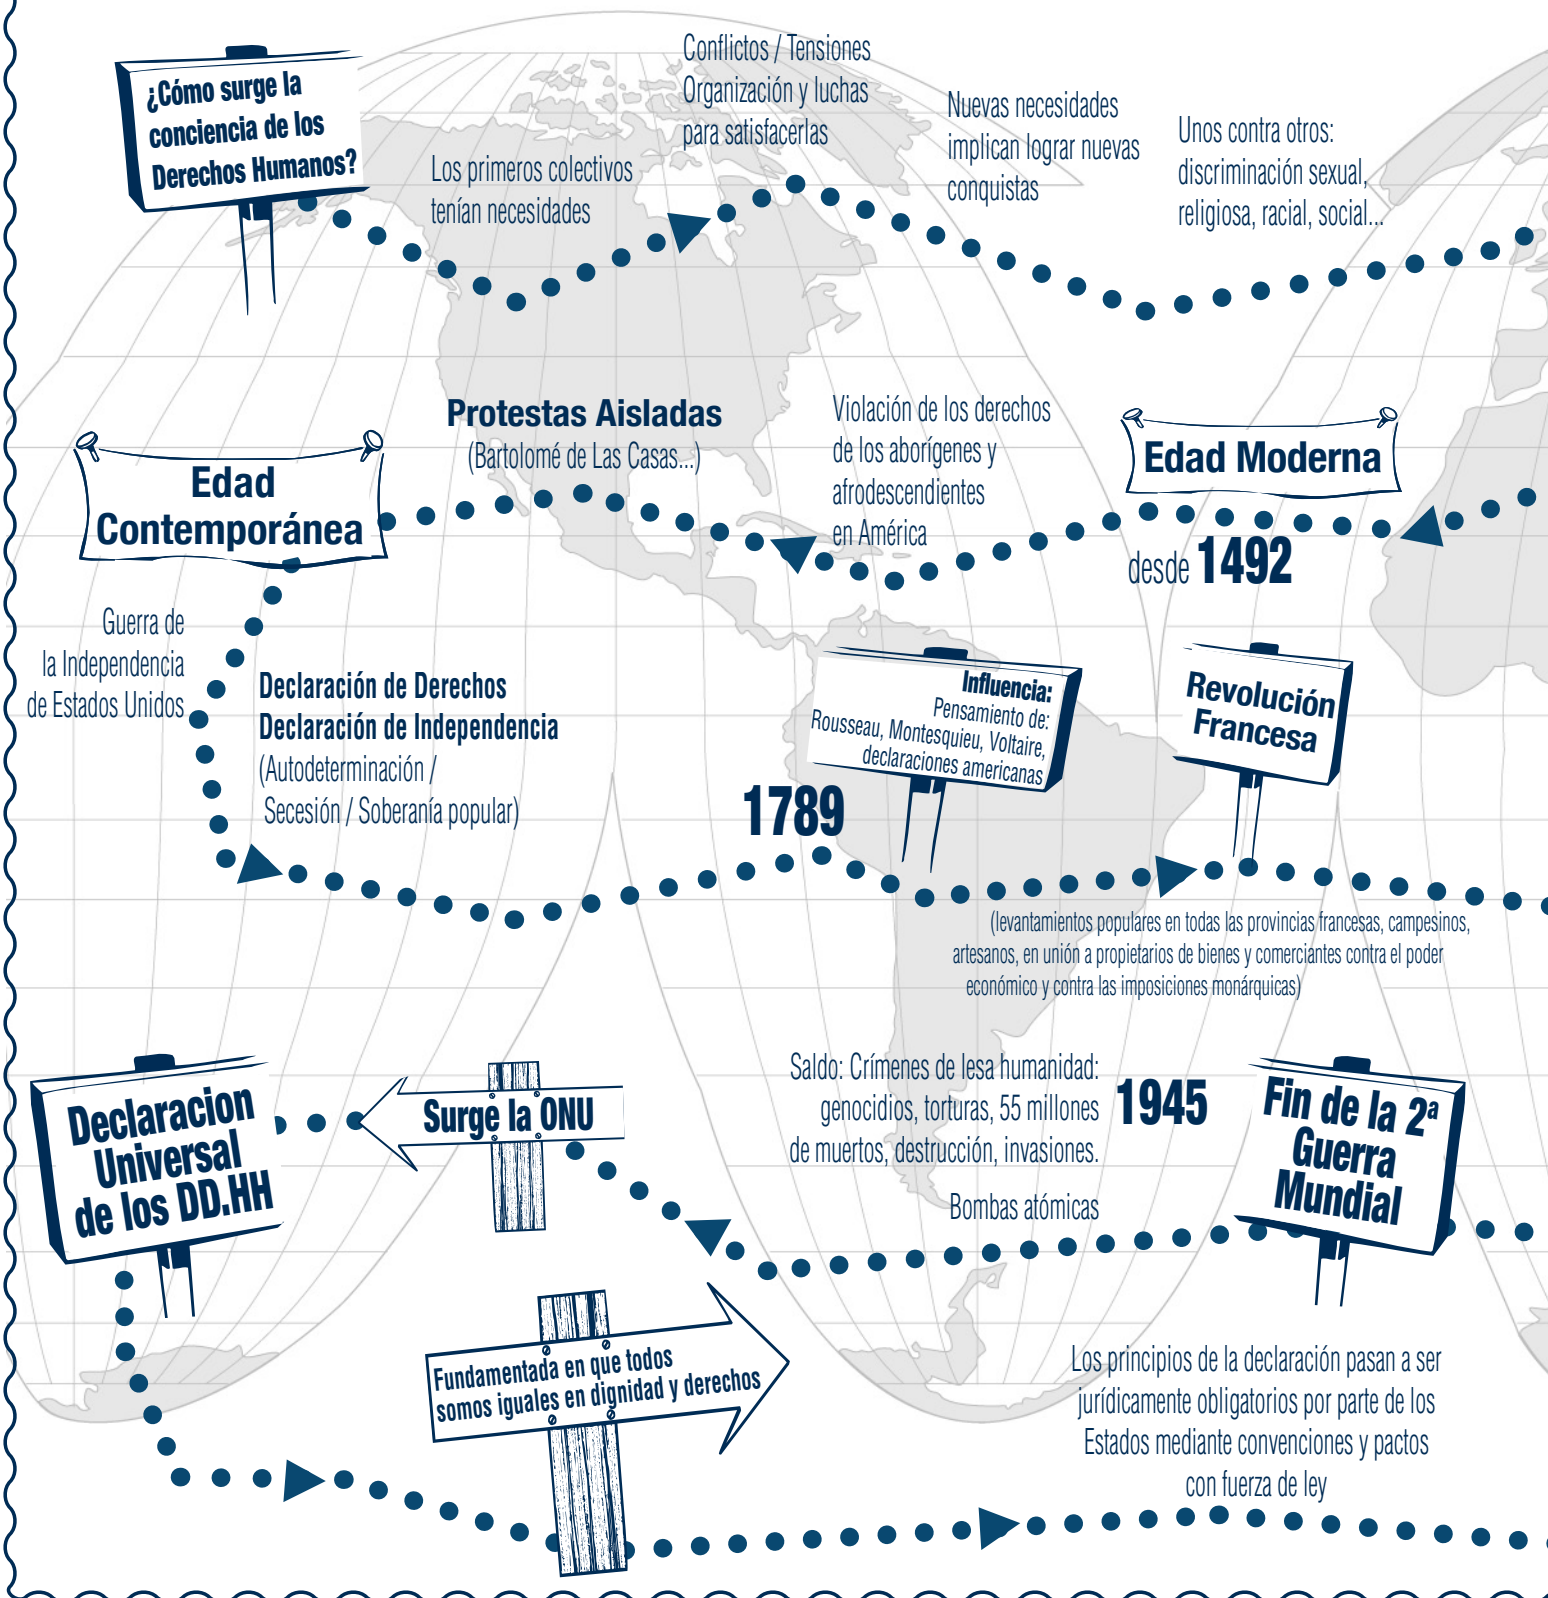 ¿Cómo surge la
conciencia de los
Derechos Humanos?
Los primeros colectivos
tenían necesidades
Conflictos / Tensiones
Organización y luchas
para satisfacerlas
Nuevas necesidades
implican lograr nuevas
conquistas
Unos contra otros:
discriminación sexual,
religiosa, racial, social...
Edad Moderna
desde 1492
Violación de los derechos
de los aborígenes y
afrodescendientes
en América
Protestas Aisladas
(Bartolomé de Las Casas...)
Edad
Contemporánea
Guerra de
la Independencia
de Estados Unidos
Declaración de Derechos
Declaración de Independencia
(Autodeterminación /
Secesión / Soberanía popular)
1789
Influencia:
Pensamiento de:
Rousseau, Montesquieu, Voltaire,
declaraciones americanas
Revolución
Francesa
(levantamientos populares en todas las provincias francesas, campesinos,
artesanos, en unión a propietarios de bienes y comerciantes contra el poder
económico y contra las imposiciones monárquicas)
Fin de la 2ª
Guerra
Mundial
1945
Saldo: Crímenes de lesa humanidad:
genocidios, torturas, 55 millones
de muertos, destrucción, invasiones.
Bombas atómicas
Surge la ONU
Declaracion
Universal
de los DD.HH
Fundamentada en que todos
somos iguales en dignidad y derechos
Los principios de la declaración pasan a ser
jurídicamente obligatorios por parte de los
Estados mediante convenciones y pactos
con fuerza de ley